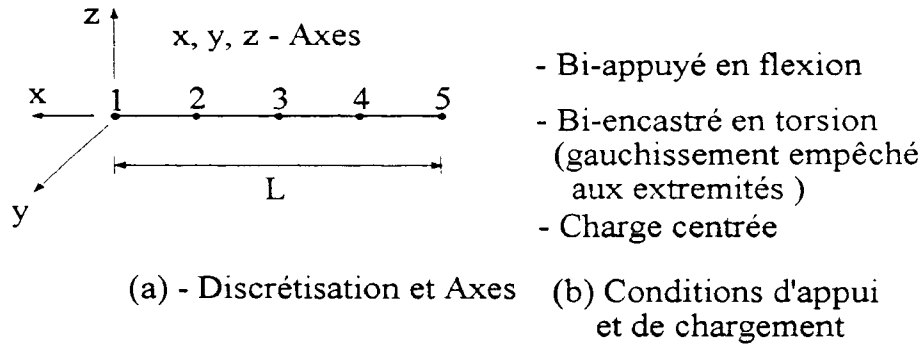 z
x, y, z - Axes
x
1 2 3 4 5
y
L
(a) - Discrétisation et Axes
- Bi-appuyé en flexion
- Bi-encastré en torsion
(gauchissement empêché
aux extremités )
- Charge centrée
(b) Conditions d'appui
et de chargement